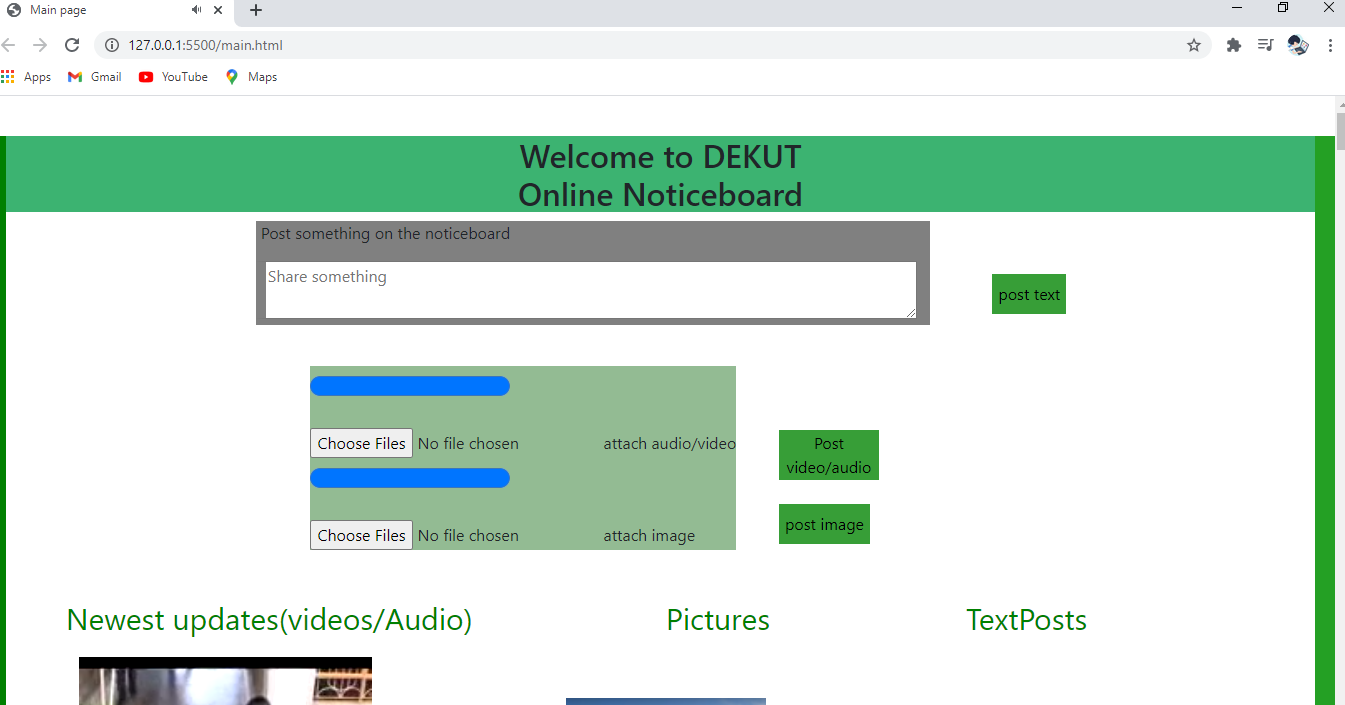 Main page
127.0.0.1:5500/main.html
Apps Gmail YouTube Maps
Welcome to DEKUT
Online Noticeboard
Post something on the noticeboard
Share something
post text
Choose Files No file chosen attach audio/video
Post
video/audio
Choose Files No file chosen attach image
post image
Newest updates(videos/Audio) Pictures TextPosts